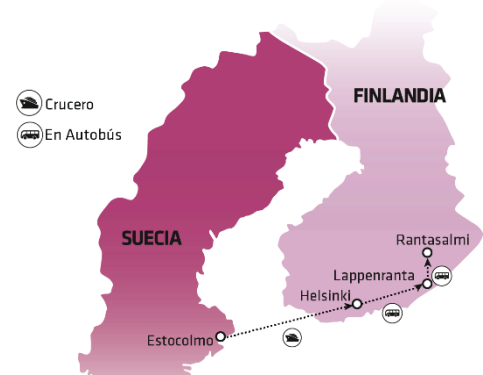 FINLANDIA
Crucero
En Autobús
SUECIA
Rantasalmi
Lappenranta
Helsinki
Estocolmo